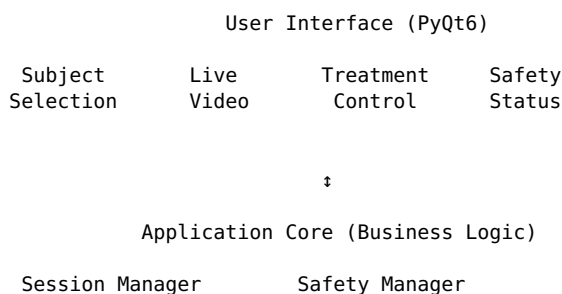 User Interface (PyQt6)
Subject Live Treatment Safety
Selection Video Control Status
↕
Application Core (Business Logic)
Session Manager Safety Manager